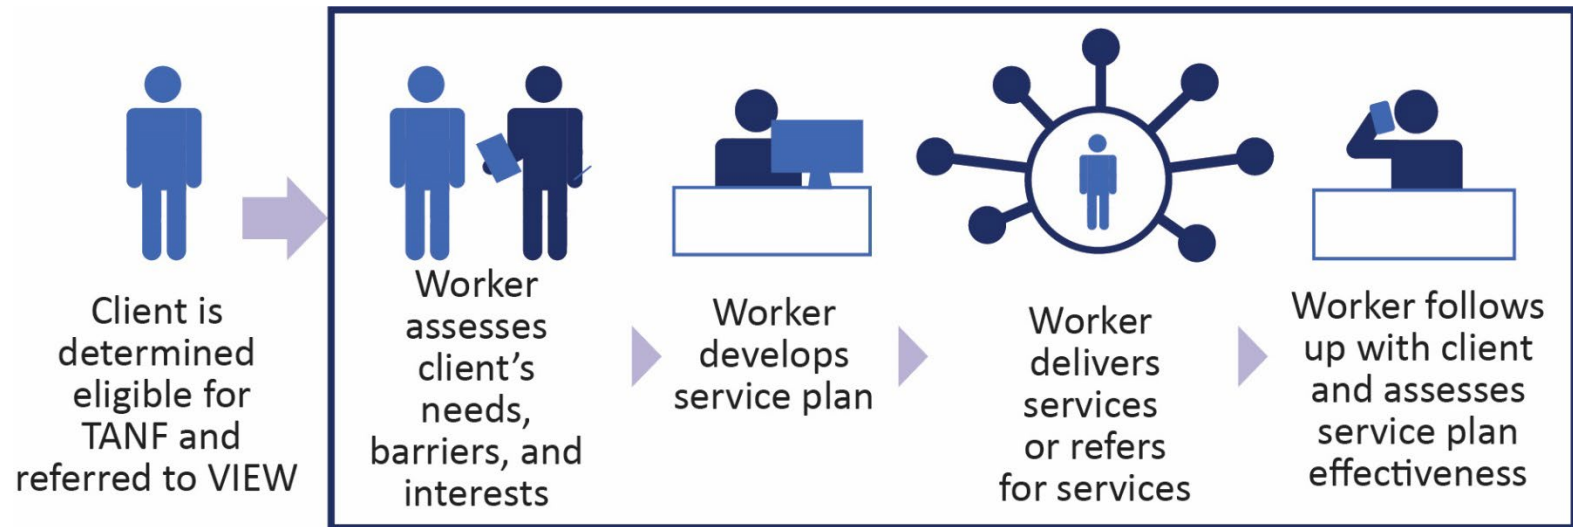 Client is
determined
eligible for
TANF and
referred to VIEW
Worker
assesses
client’s
needs,
barriers, and
interests
Worker
develops
service plan
Worker
delivers
services
or refers
for services
Worker follows
up with client
and assesses
service plan
effectiveness